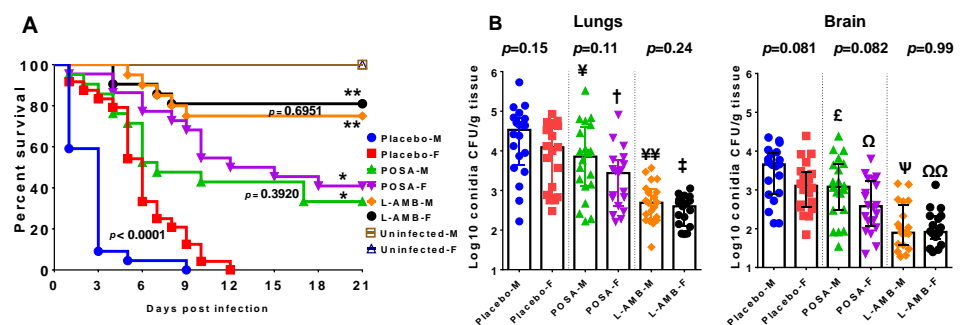 A
Percent survival
100
80
60
40
20
0
0 3 6 9 12 15 18 21
Days post infection
**
p = 0.6951
**
*
p = 0.3920
*
p < 0.0001
Placebo-M
Placebo-F
POSA-M
POSA-F
L-AMB-M
L-AMB-F
Uninfected-M
Uninfected-F
B
Lungs
p=0.15 p=0.11 p=0.24
Log10 conidia CFU/g tissue
6
5
4
3
2
1
¥ † ¥¥ ‡
Placebo-M Placebo-F POSA-M POSA-F L-AMB-M L-AMB-F
Brain
p=0.081 p=0.082 p=0.99
Log10 conidia CFU/g tissue
6
5
4
3
2
1
£ Ω Ψ ΩΩ
Placebo-M Placebo-F POSA-M POSA-F L-AMB-M L-AMB-F